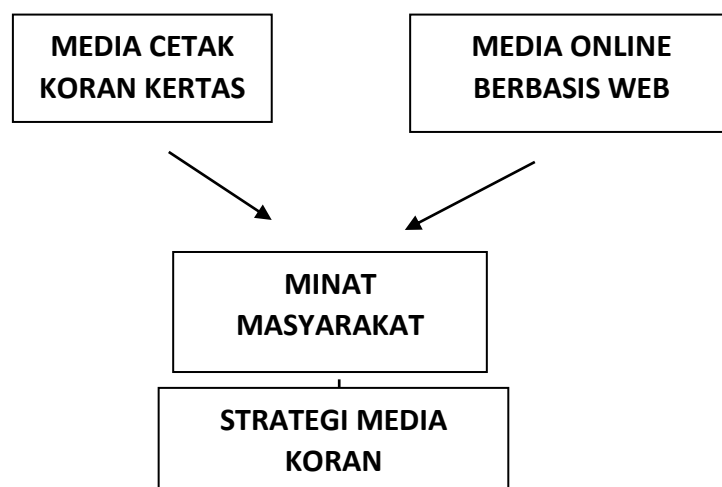 MEDIA CETAK
KORAN KERTAS
MEDIA ONLINE
BERBASIS WEB
MINAT
MASYARAKAT
STRATEGI MEDIA
KORAN